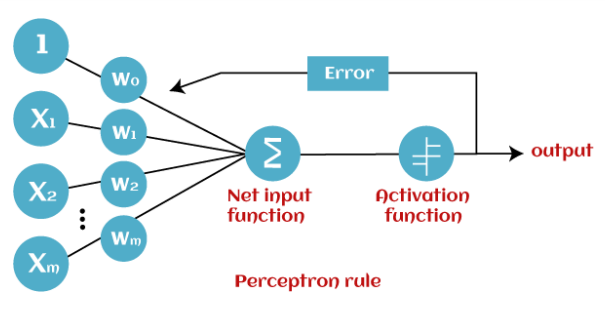 1
W₀
Error
X₁
W₁
Σ
output
X₂
W₂
Net input
function
Activation
function
Wₘ
Xₘ
Perceptron rule